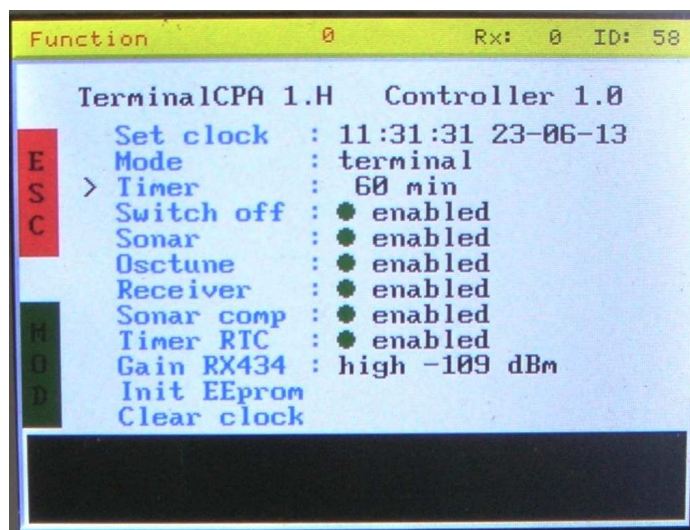 Function 0 Rx: 0 ID: 58
TerminalCPA 1.H Controller 1.0
Set clock : 11:31:31 23-06-13
Mode : terminal
> Timer : 60 min
Switch off : ● enabled
Sonar : ● enabled
Osctune : ● enabled
Receiver : ● enabled
Sonar comp : ● enabled
Timer RTC : ● enabled
Gain RX434 : high -109 dBm
Init EEprom
Clear clock
ESC
MOD